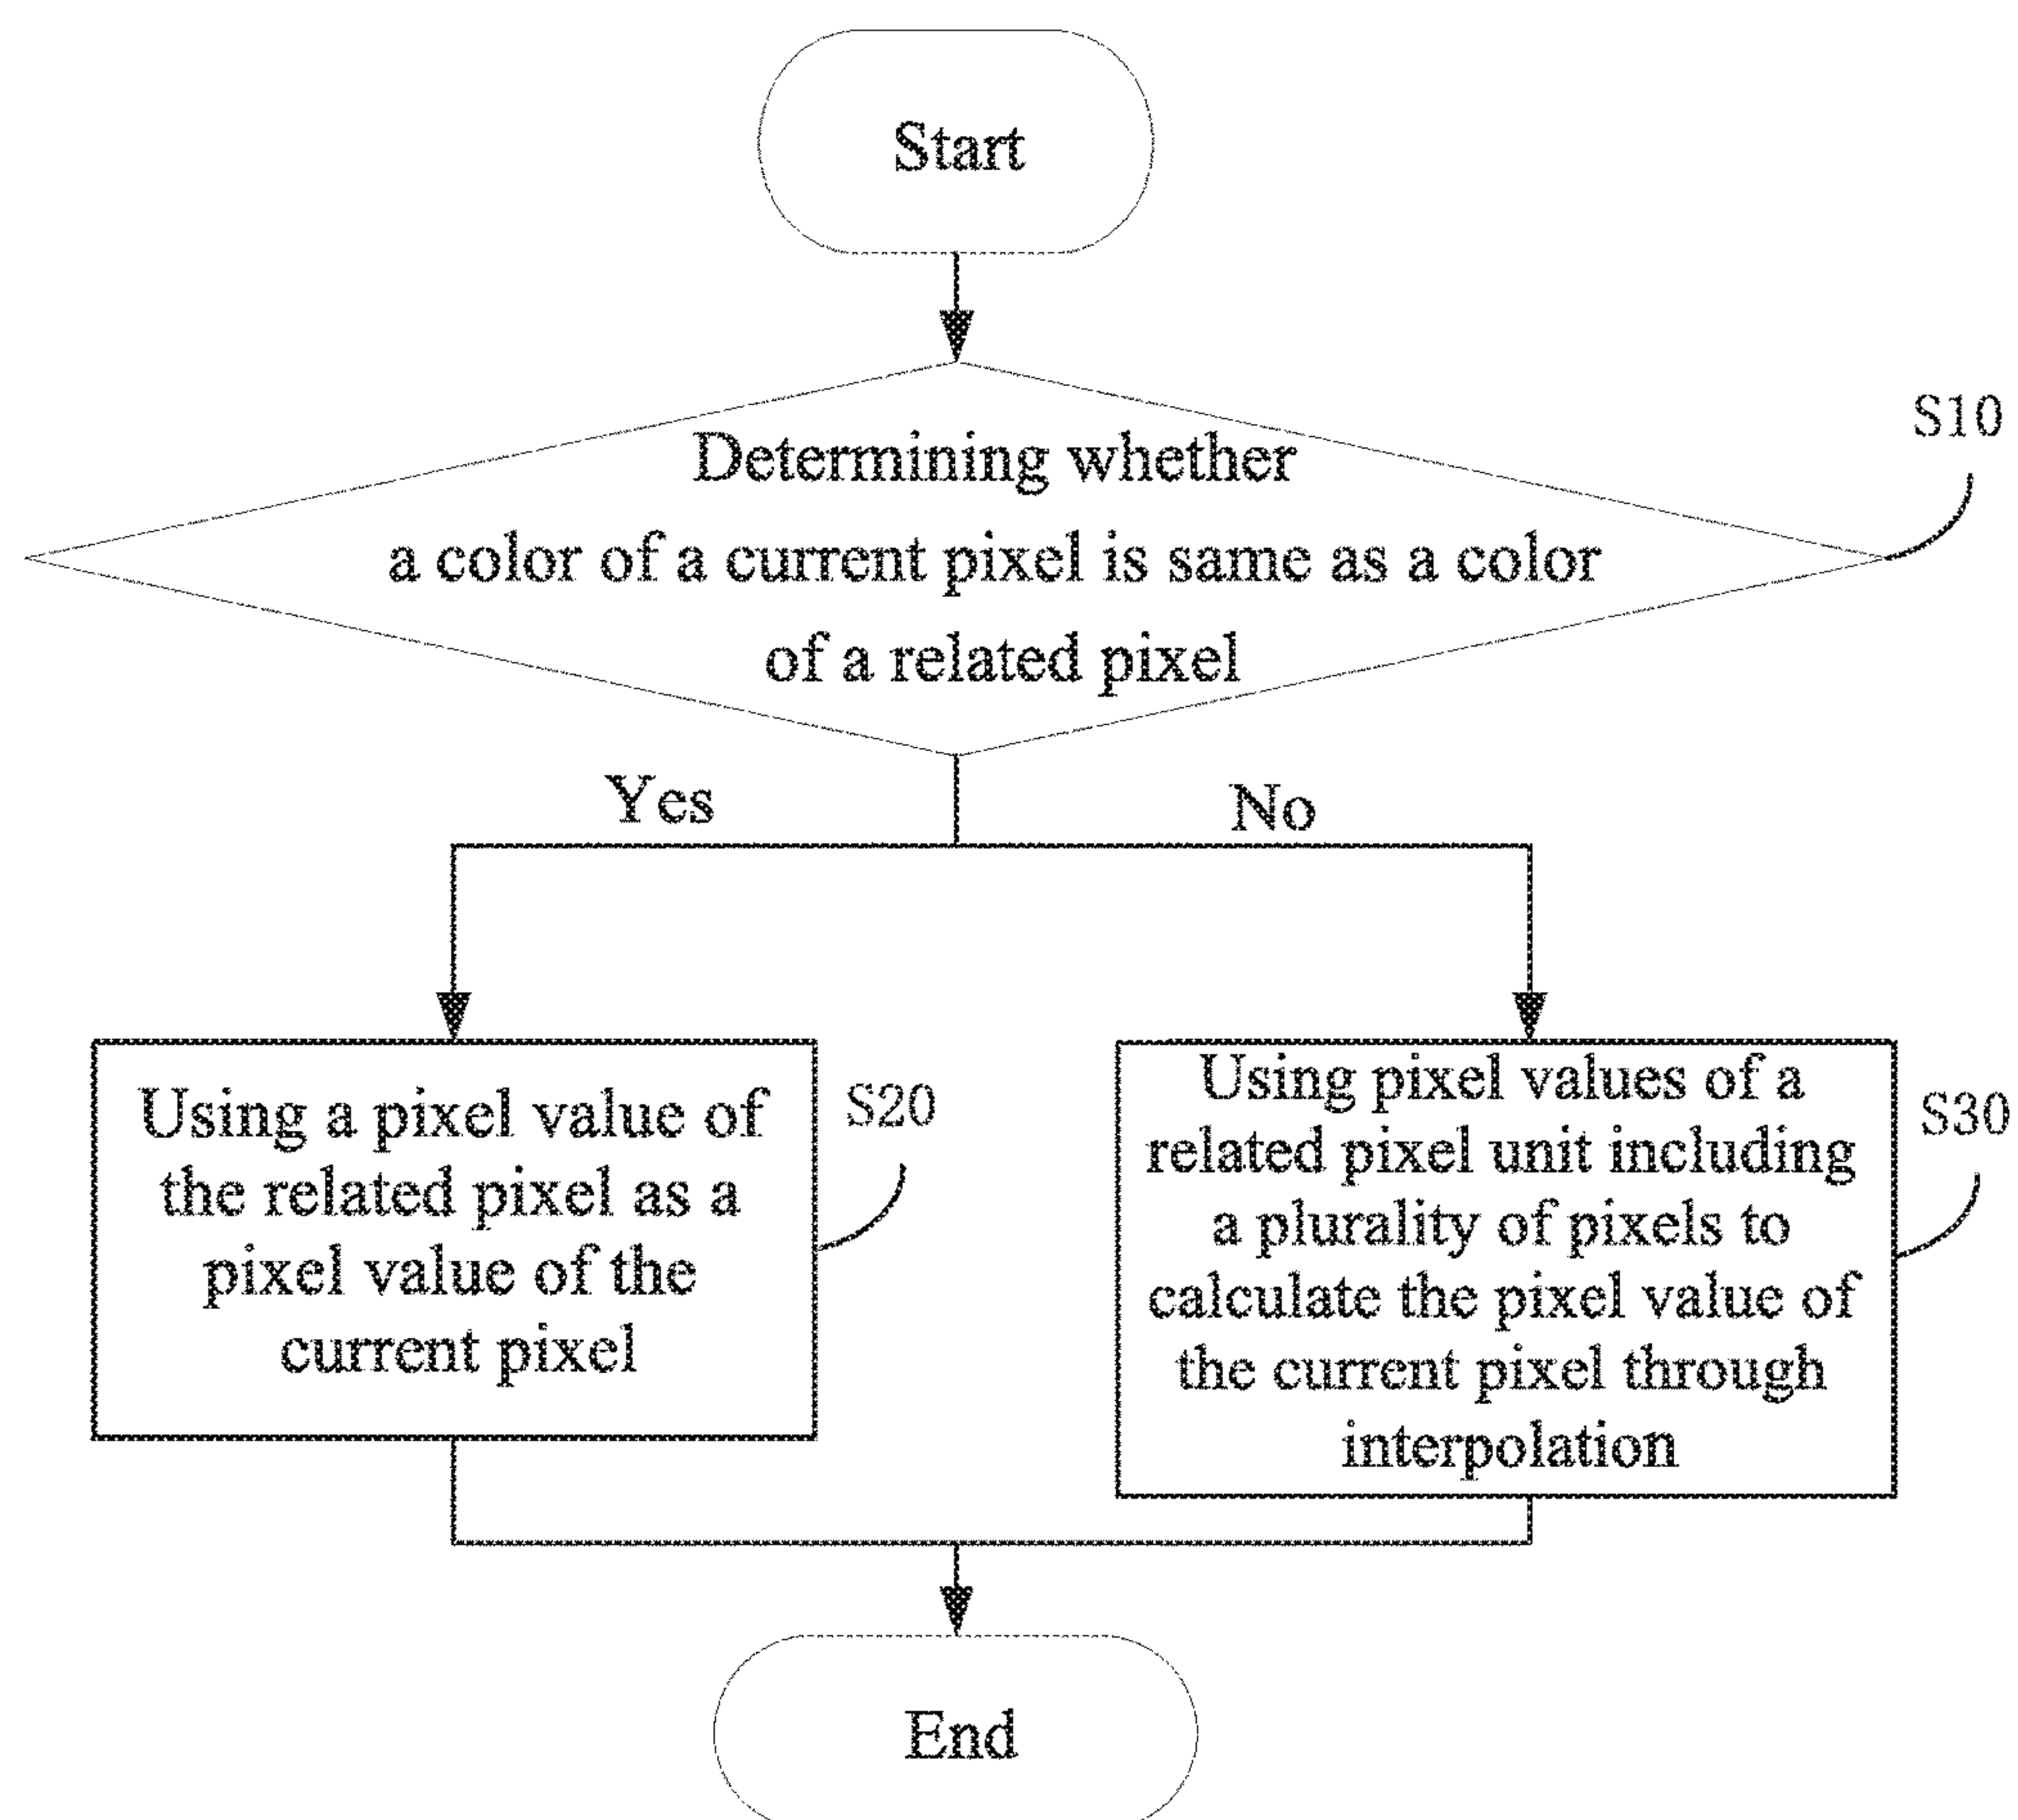 Start
S10
Determining whether
a color of a current pixel is same as a color
of a related pixel
Yes
No
Using a pixel value of
the related pixel as a
pixel value of the
current pixel
S20
Using pixel values of a
related pixel unit including
a plurality of pixels to
calculate the pixel value of
the current pixel through
interpolation
S30
End